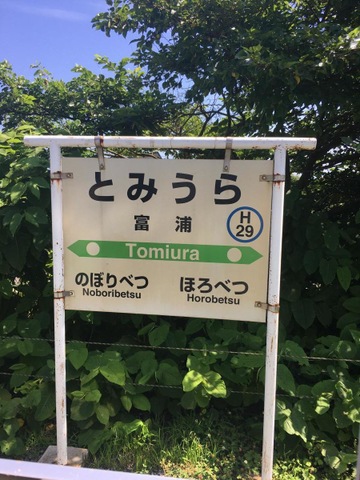 とみうら
富浦
H
29
Tomiura
のぼりべつ ほろべつ
Noboribetsu Horobetsu